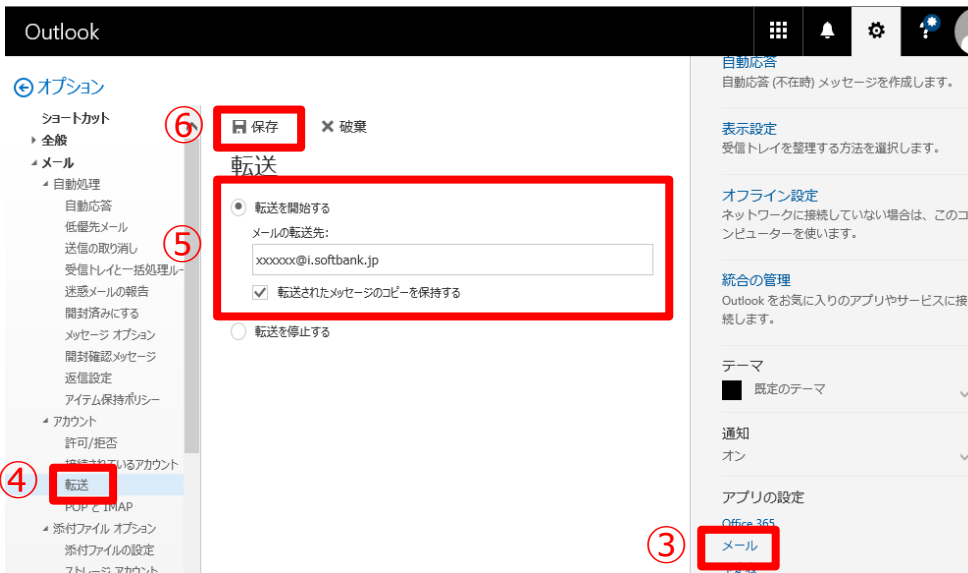 Outlook
オプション
ショートカット
全般
メール
自動処理
自動応答
低優先メール
送信の取り消し
受信トレイと一括処理ルー
迷惑メールの報告
開封済みにする
メッセージ オプション
開封確認メッセージ
返信設定
アイテム保持ポリシー
アカウント
許可/拒否
接続されているアカウント
④
転送
POP と IMAP
添付ファイル オプション
添付ファイルの設定
ストレージ アカウント
⑥
保存
破棄
転送
⑤
転送を開始する
メールの転送先:
xxxxxx@i.softbank.jp
転送されたメッセージのコピーを保持する
転送を停止する
自動応答
自動応答 (不在時) メッセージを作成します。
表示設定
受信トレイを整理する方法を選択します。
オフライン設定
ネットワークに接続していない場合は、このコ
ンピューターを使います。
統合の管理
Outlook をお気に入りのアプリやサービスに接
続します。
テーマ
既定のテーマ
通知
オン
アプリの設定
Office 365
③
メール